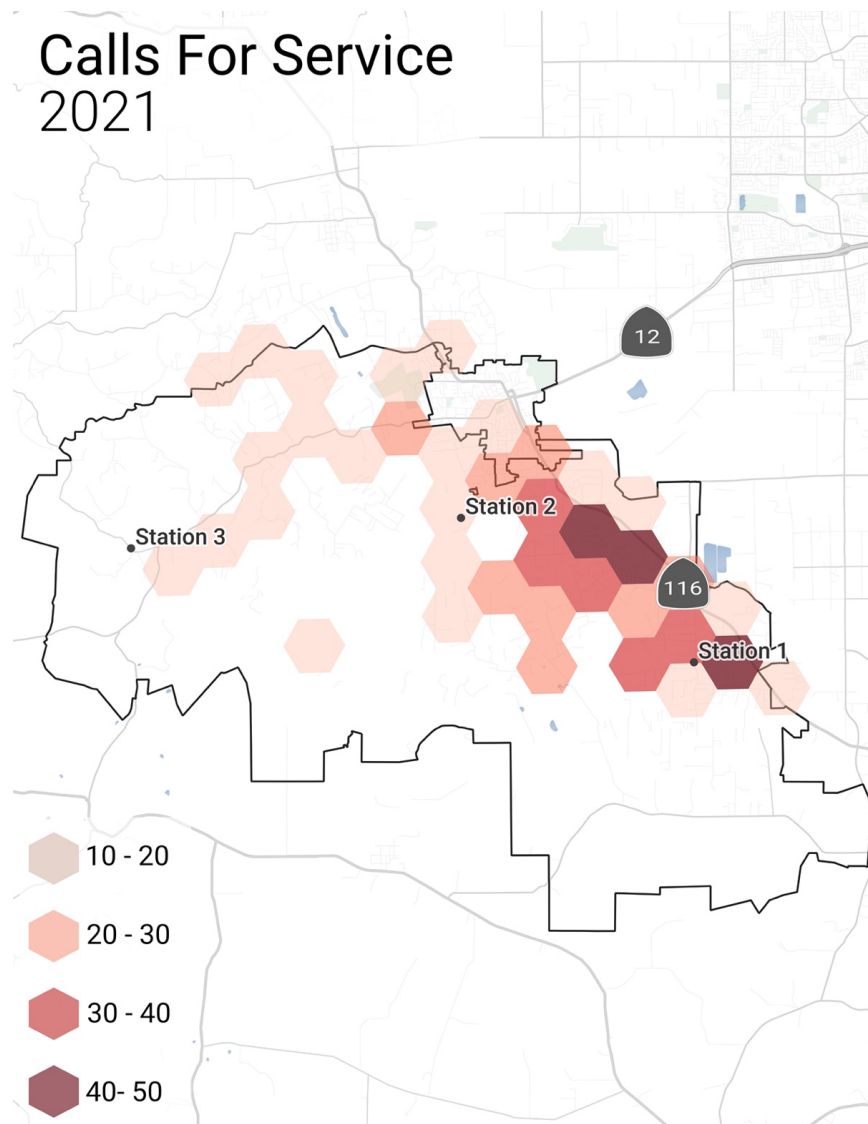 Calls For Service
2021
12
Station 2
Station 3
116
Station 1
10 - 20
20 - 30
30 - 40
40- 50